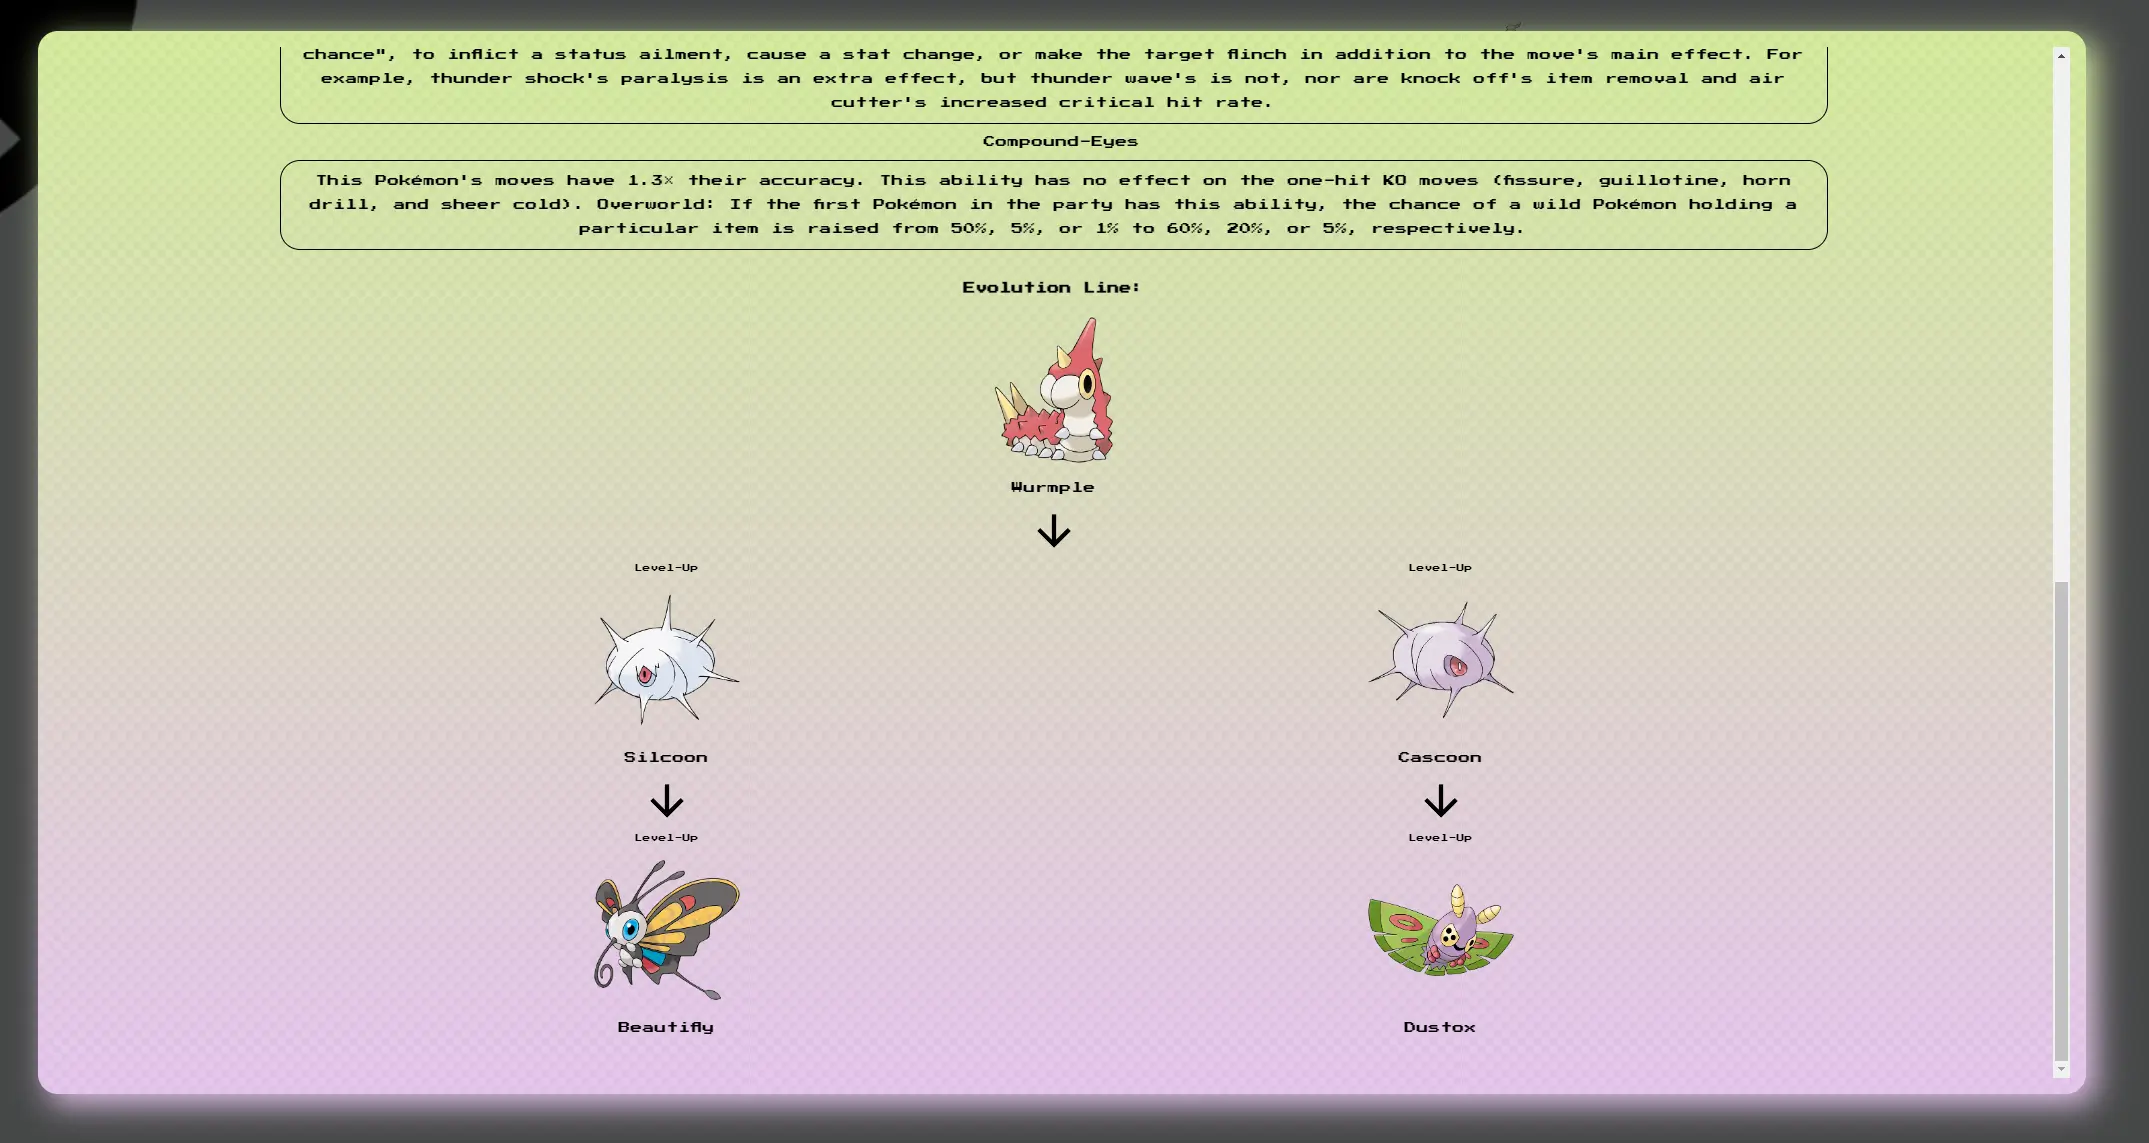 chance", to inflict a status ailment, cause a stat change, or make the target flinch in addition to the move's main effect. For
example, thunder shock's paralysis is an extra effect, but thunder wave's is not, nor are knock off's item removal and air
cutter's increased critical hit rate.
Compound-Eyes
This Pokémon's moves have 1.3× their accuracy. This ability has no effect on the one-hit KO moves (fissure, guillotine, horn
drill, and sheer cold). Overworld: If the first Pokémon in the party has this ability, the chance of a wild Pokémon holding a
particular item is raised from 50%, 5%, or 1% to 60%, 20%, or 5%, respectively.
Evolution Line:
Wurmple
Level-Up
Level-Up
Silcoon
Cascoon
Level-Up
Level-Up
Beautifly
Dustox